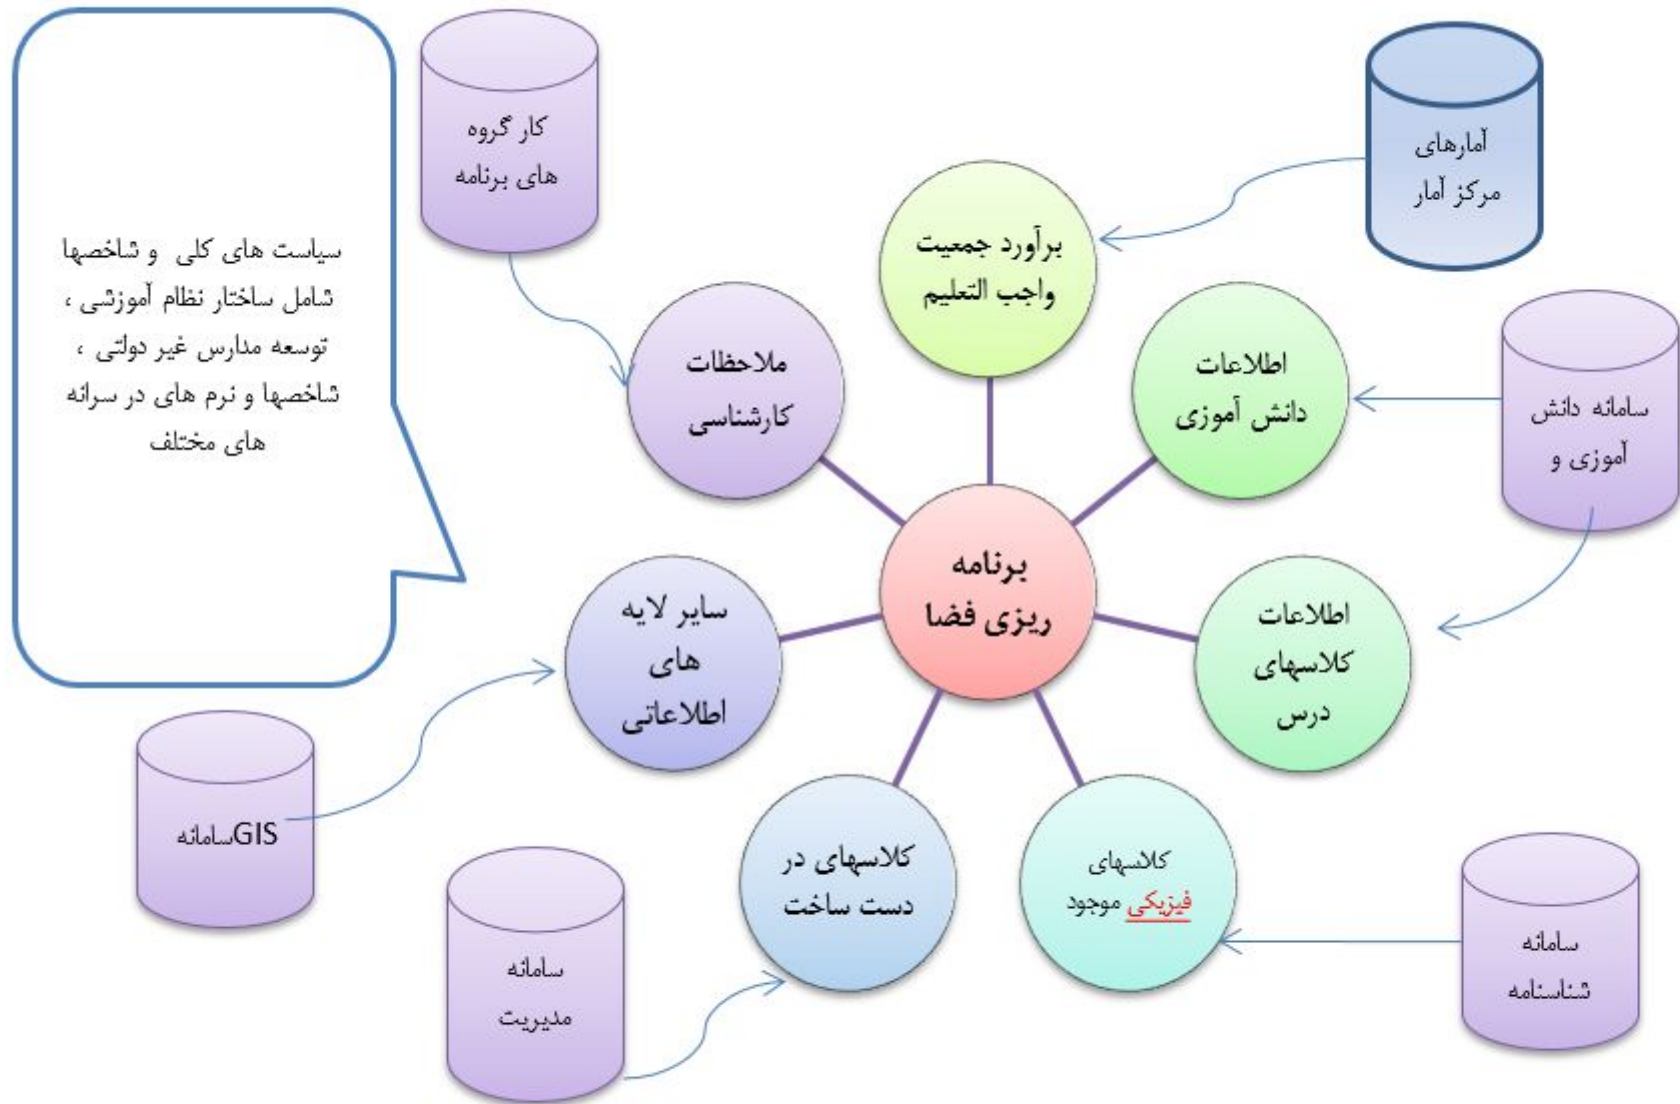 آمارهای
مرکز آمار
کار گروه
های برنامه
برآورد جمعیت
واجب التعلیم
سیاست های کلی و شاخصها
شامل ساختار نظام آموزشی ،
توسعه مدارس غیر دولتی ،
شاخصها و نرم های در سرانه
های مختلف
اطلاعات
دانش آموزی
ملاحظات
کارشناسی
سامانه دانش
آموزی و
برنامه
ریزی فضا
اطلاعات
کلاسهای
درس
سایر لایه
های
اطلاعاتی
کلاسهای
فیزیکی موجود
کلاسهای در
دست ساخت
GISسامانه
سامانه
شناسنامه
سامانه
مدیریت